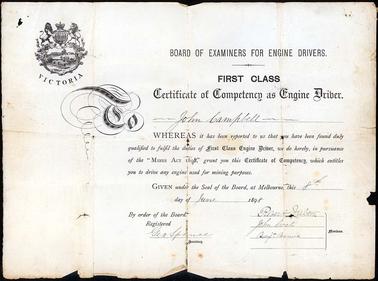 BOARD OF EXAMINERS FOR ENGINE DRIVERS.
VICTORIA
FIRST CLASS
Certificate of Competency as Engine Driver.
To John Campbell
WHEREAS it has been reported to us that you have been found duly
qualified to fulfil the duties of First Class Engine Driver, we do hereby, in pursuance
of the "MINES ACT 1897," grant you this Certificate of Competency, which entitles
you to drive any engine used for mining purposes.
GIVEN under the Seal of the Board, at Melbourne, this 8th
day of June 1898
By order of the Board
Registered
Secretary
Members